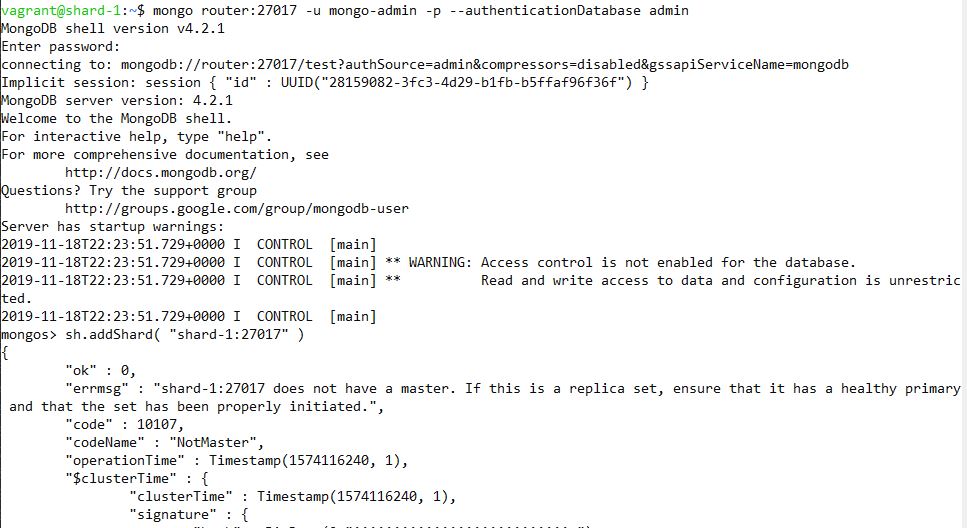 vagrant@shard-1:~$ mongo router:27017 -u mongo-admin -p --authenticationDatabase admin
MongoDB shell version v4.2.1
Enter password:
connecting to: mongodb://router:27017/test?authSource=admin&compressors=disabled&gssapiServiceName=mongodb
Implicit session: session { "id" : UUID("28159082-3fc3-4d29-b1fb-b5ffaf96f36f") }
MongoDB server version: 4.2.1
Welcome to the MongoDB shell.
For interactive help, type "help".
For more comprehensive documentation, see
        http://docs.mongodb.org/
Questions? Try the support group
        http://groups.google.com/group/mongodb-user
Server has startup warnings:
2019-11-18T22:23:51.729+0000 I  CONTROL  [main]
2019-11-18T22:23:51.729+0000 I  CONTROL  [main] ** WARNING: Access control is not enabled for the database.
2019-11-18T22:23:51.729+0000 I  CONTROL  [main] **          Read and write access to data and configuration is unrestric
ted.
2019-11-18T22:23:51.729+0000 I  CONTROL  [main]
mongos> sh.addShard( "shard-1:27017" )
{
        "ok" : 0,
        "errmsg" : "shard-1:27017 does not have a master. If this is a replica set, ensure that it has a healthy primary
 and that the set has been properly initiated.",
        "code" : 10107,
        "codeName" : "NotMaster",
        "operationTime" : Timestamp(1574116240, 1),
        "$clusterTime" : {
                "clusterTime" : Timestamp(1574116240, 1),
                "signature" : {